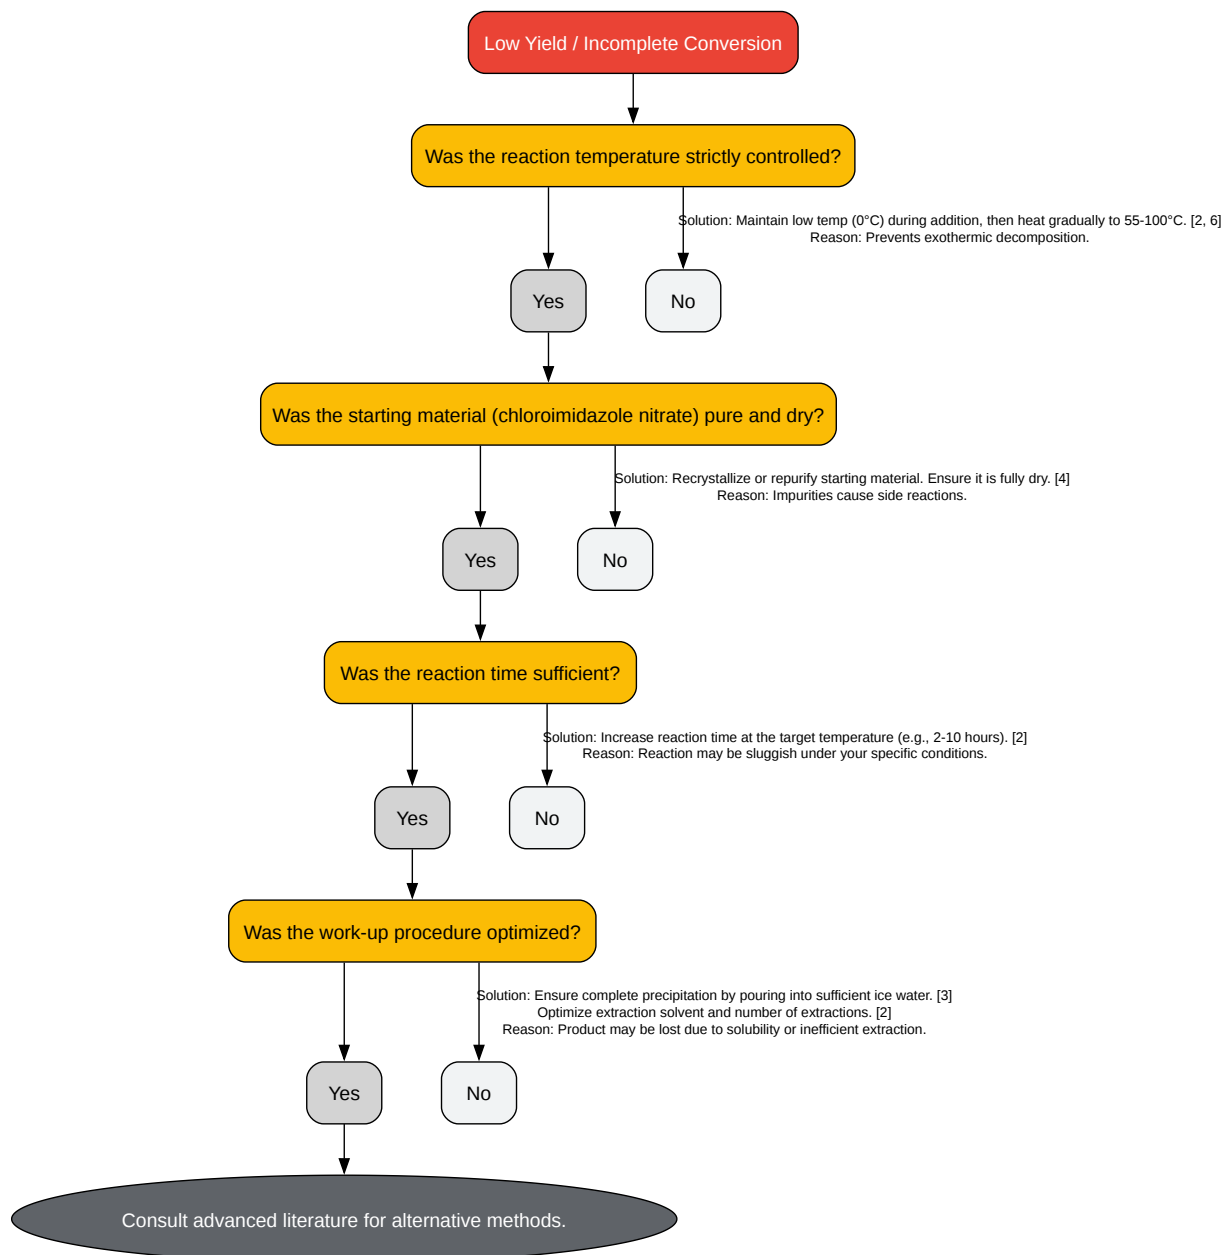 Low Yield / Incomplete Conversion
Was the reaction temperature strictly controlled?
Solution: Maintain low temp (0°C) during addition, then heat gradually to 55-100°C. [2, 6]
Reason: Prevents exothermic decomposition.
Yes
No
Was the starting material (chloroimidazole nitrate) pure and dry?
Solution: Recrystallize or repurify starting material. Ensure it is fully dry. [4]
Reason: Impurities cause side reactions.
Yes
No
Was the reaction time sufficient?
Solution: Increase reaction time at the target temperature (e.g., 2-10 hours). [2]
Reason: Reaction may be sluggish under your specific conditions.
Yes
No
Was the work-up procedure optimized?
Solution: Ensure complete precipitation by pouring into sufficient ice water. [3]
Optimize extraction solvent and number of extractions. [2]
Reason: Product may be lost due to solubility or inefficient extraction.
Yes
No
Consult advanced literature for alternative methods.